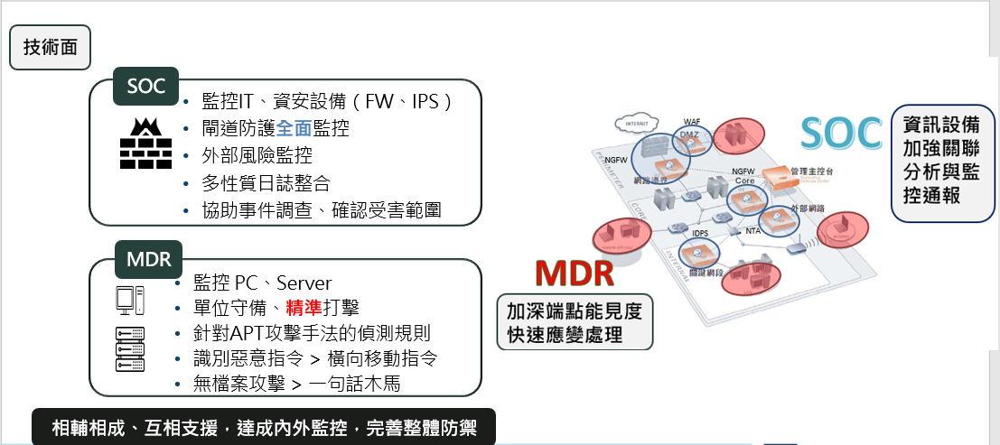 技術面
SOC
• 監控IT、資安設備（FW、IPS）
• 閘道防護全面監控
• 外部風險監控
• 多性質日誌整合
• 協助事件調查、確認受害範圍
MDR
• 監控 PC、Server
• 單位守備、精準打擊
• 針對APT攻擊手法的偵測規則
• 識別惡意指令 > 橫向移動指令
• 無檔案攻擊 > 一句話木馬
相輔相成、互相支援，達成內外監控，完善整體防禦
INTERNET
WAF
DMZ
NGFW
網路邊界
PERIMETER
NGFW
Core
管理主控台
外部網路
CORE
IDPS
NTA
INTERNAL
關鍵網段
SOC
資訊設備
加強關聯
分析與監
控通報
MDR
加深端點能見度
快速應變處理